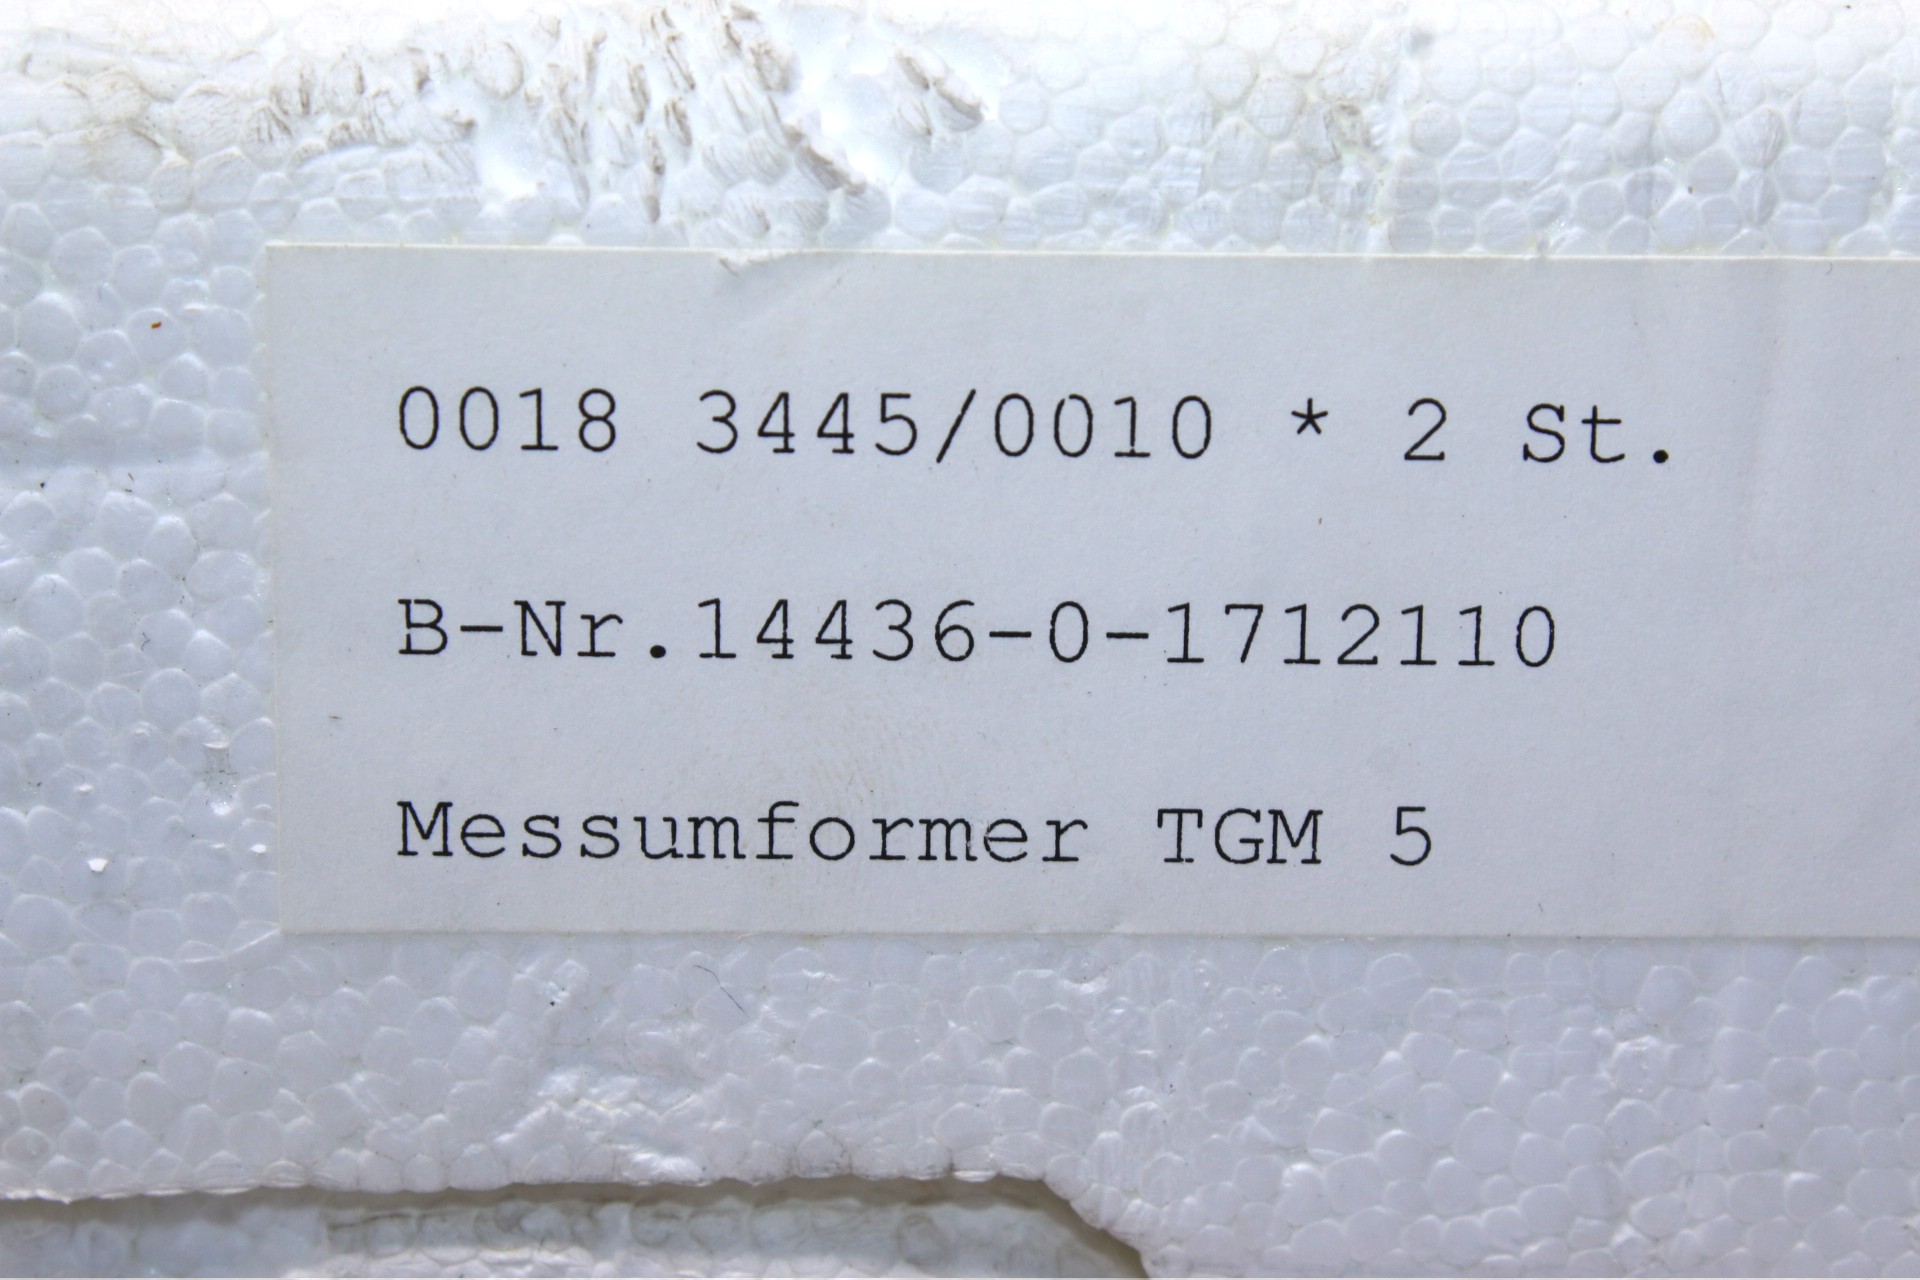 0018 3445/0010 * 2 St.
B-Nr.14436-0-1712110
Messumformer TGM 5